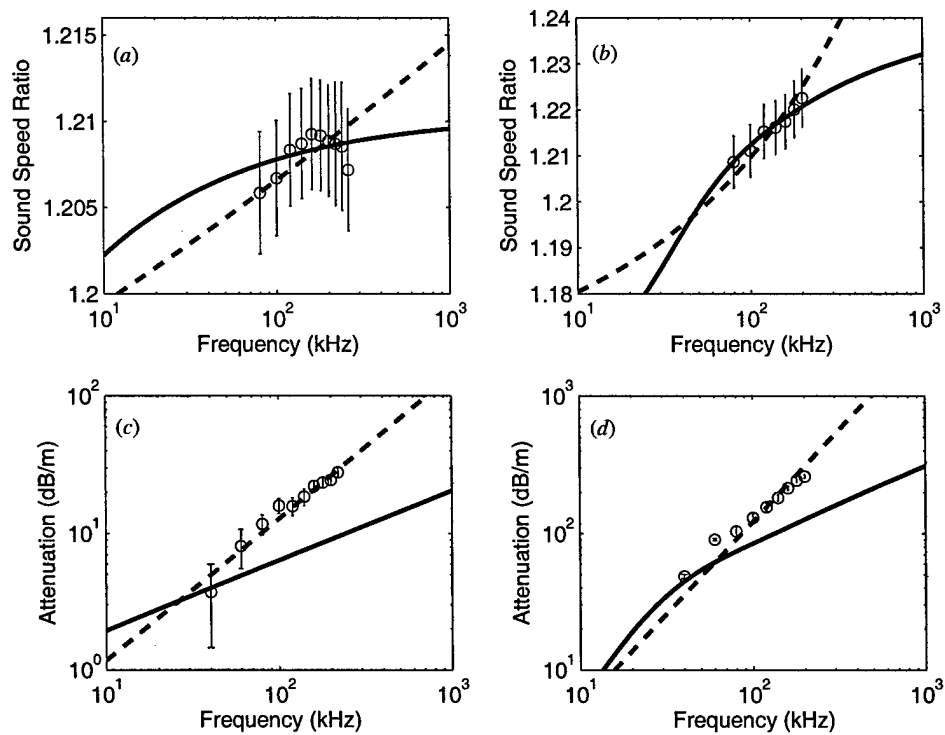 (a)
Sound Speed Ratio
1.215
1.21
1.205
1.2
10^1
10^2
10^3
Frequency (kHz)
(b)
Sound Speed Ratio
1.24
1.23
1.22
1.21
1.2
1.19
1.18
10^1
10^2
10^3
Frequency (kHz)
(c)
Attenuation (dB/m)
10^2
10^1
10^0
10^1
10^2
10^3
Frequency (kHz)
(d)
Attenuation (dB/m)
10^3
10^2
10^1
10^1
10^2
10^3
Frequency (kHz)